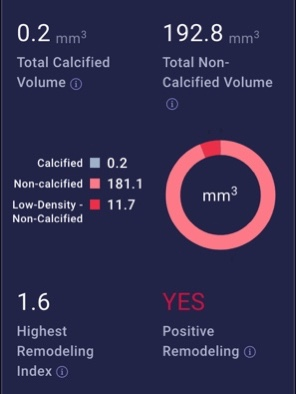 0.2 mm³
192.8 mm³
Total Calcified
Volume ⓘ
Total Non-
Calcified Volume
ⓘ
Calcified 0.2
Non-calcified 181.1
Low-Density -
Non-Calcified 11.7
mm³
1.6
YES
Highest
Remodeling
Index ⓘ
Positive
Remodeling ⓘ